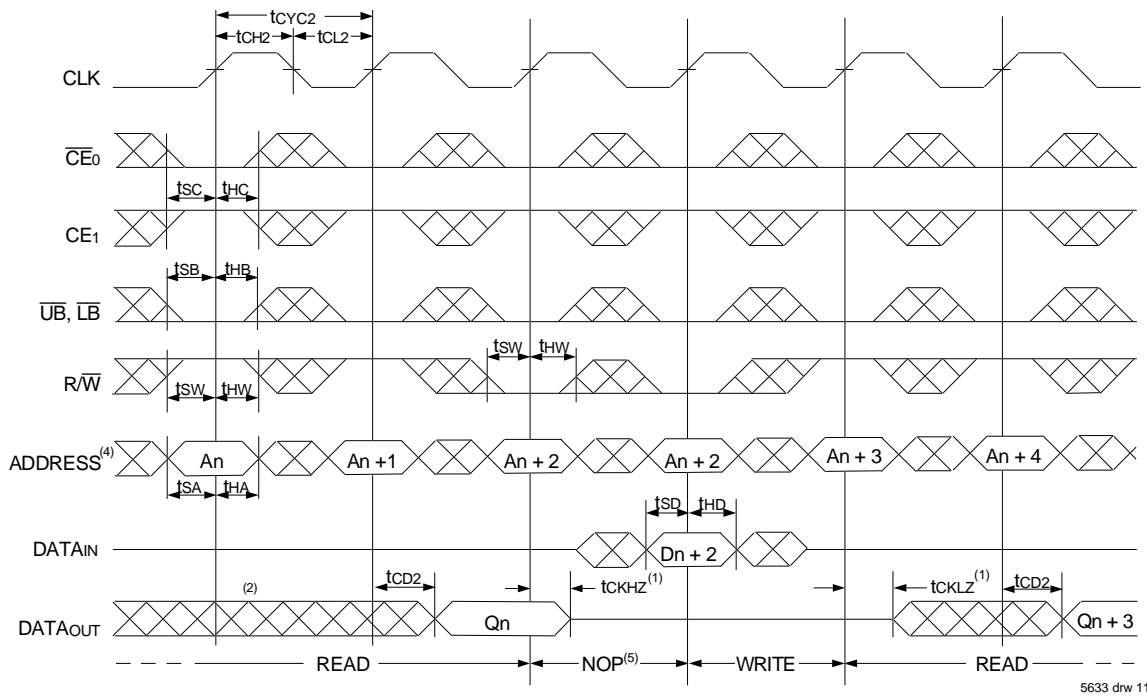 tCYC2
tCH2 tCL2
CLK
CE0
tSC tHC
CE1
tSB tHB
UB, LB
tSW tHW
R/W
tSW tHW
ADDRESS(4) An An +1 An + 2 An + 2 An + 3 An + 4
tSA tHA
tSD tHD
DATAIN Dn + 2
(2) tCD2 tCKHZ(1) tCKLZ(1) tCD2
DATAOUT Qn Qn + 3
READ NOP(5) WRITE READ
5633 drw 11